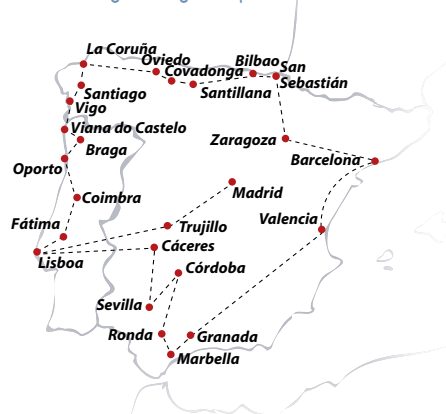 La Coruña
Oviedo
Bilbao
San
Sebastián
Covadonga
Santillana
Santiago
Vigo
Viana do Castelo
Braga
Zaragoza
Barcelona
Oporto
Coimbra
Madrid
Fátima
Trujillo
Valencia
Cáceres
Lisboa
Córdoba
Sevilla
Ronda
Granada
Marbella